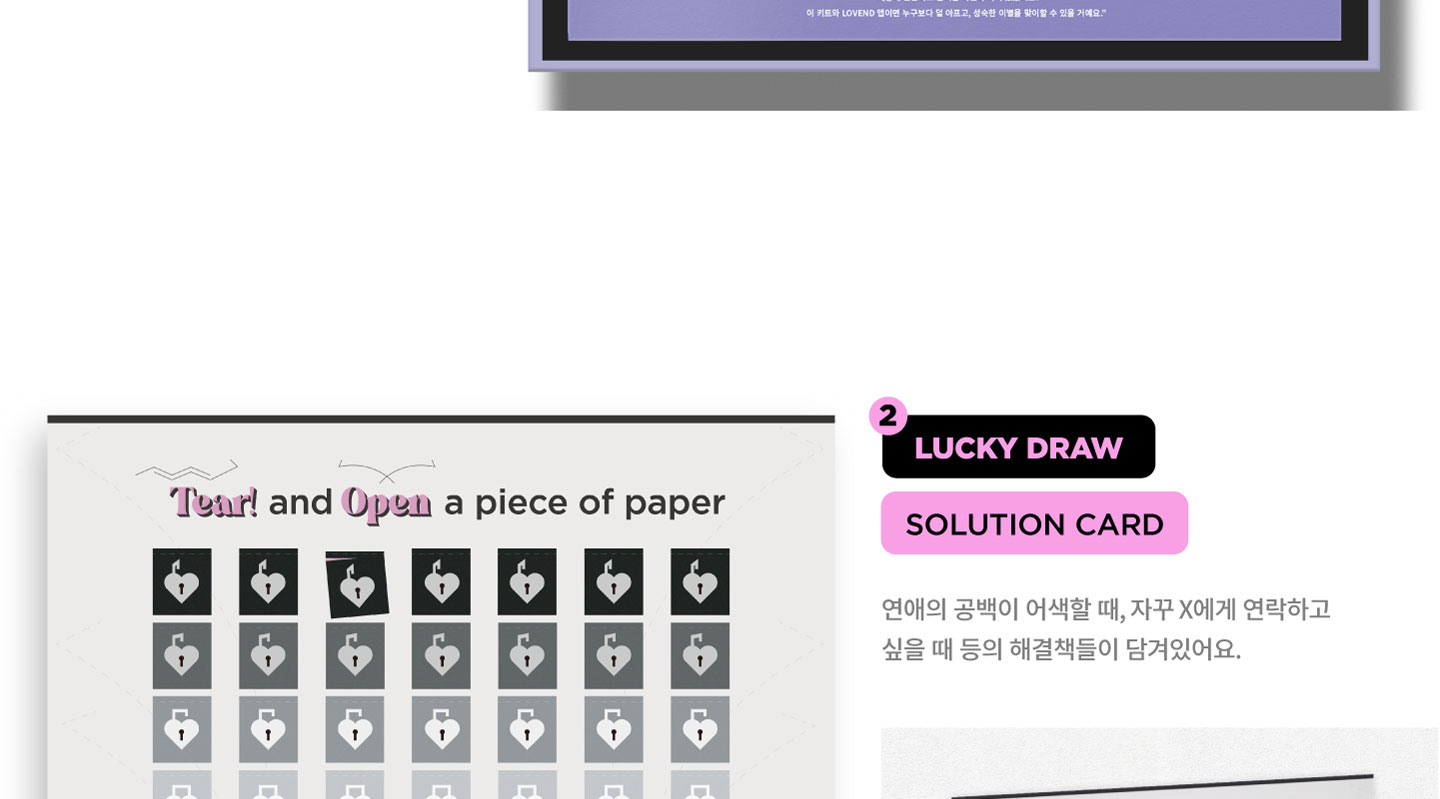 이 키트와 LOVEND 앱이면 누구보다 덜 아프고, 성숙한 이별을 맞이할 수 있을 거예요."
Tear! and Open a piece of paper
2
LUCKY DRAW
SOLUTION CARD
연애의 공백이 어색할 때, 자꾸 X에게 연락하고
싶을 때 등의 해결책들이 담겨있어요.